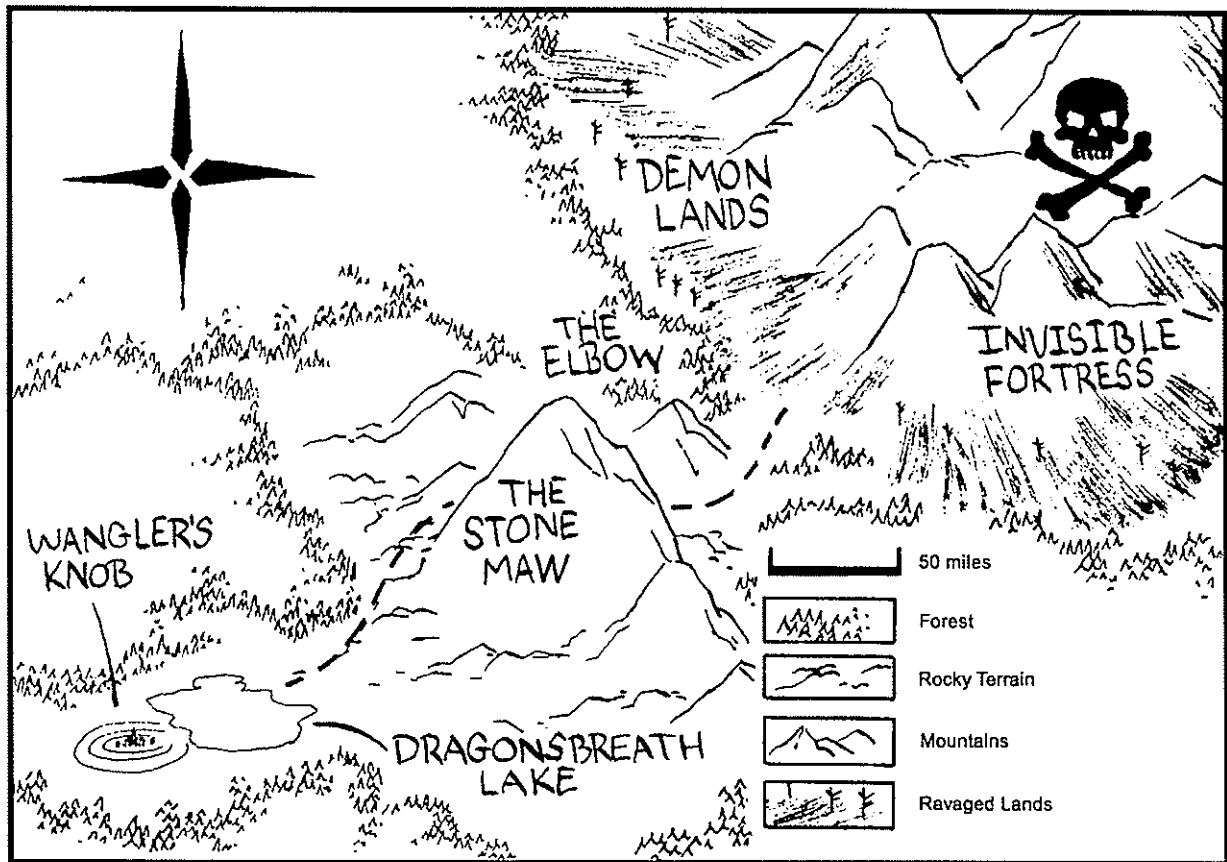 DEMON
LANDS
THE
ELBOW
INVISIBLE
FORTRESS
THE
STONE
MAW
WANGLER'S
KNOB
DRAGONSBREATH
LAKE
50 miles
Forest
Rocky Terrain
Mountains
Ravaged Lands